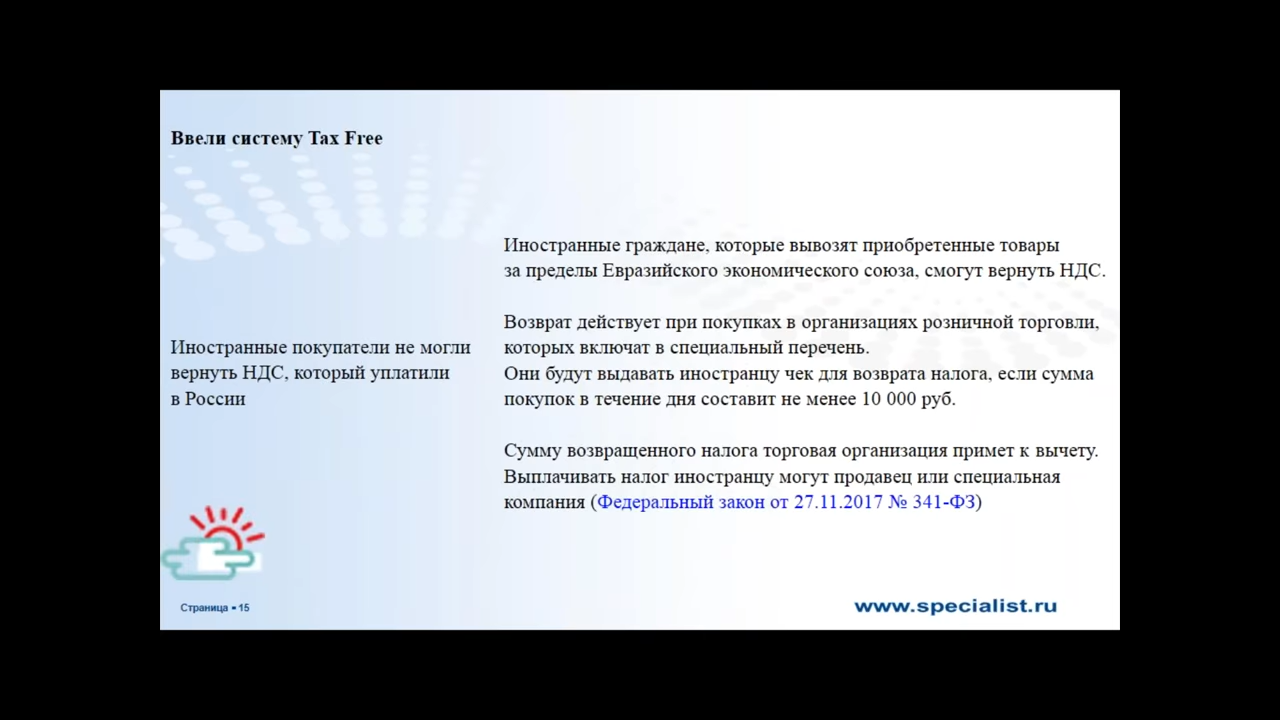 Ввели систему Tax Free
Иностранные покупатели не могли
вернуть НДС, который уплатили
в России
Иностранные граждане, которые вывозят приобретенные товары
за пределы Евразийского экономического союза, смогут вернуть НДС.
Возврат действует при покупках в организациях розничной торговли,
которых включат в специальный перечень.
Они будут выдавать иностранцу чек для возврата налога, если сумма
покупок в течение дня составит не менее 10 000 руб.
Сумму возвращенного налога торговая организация примет к вычету.
Выплачивать налог иностранцу могут продавец или специальная
компания (Федеральный закон от 27.11.2017 № 341-ФЗ)
Страница ▪ 15
www.specialist.ru